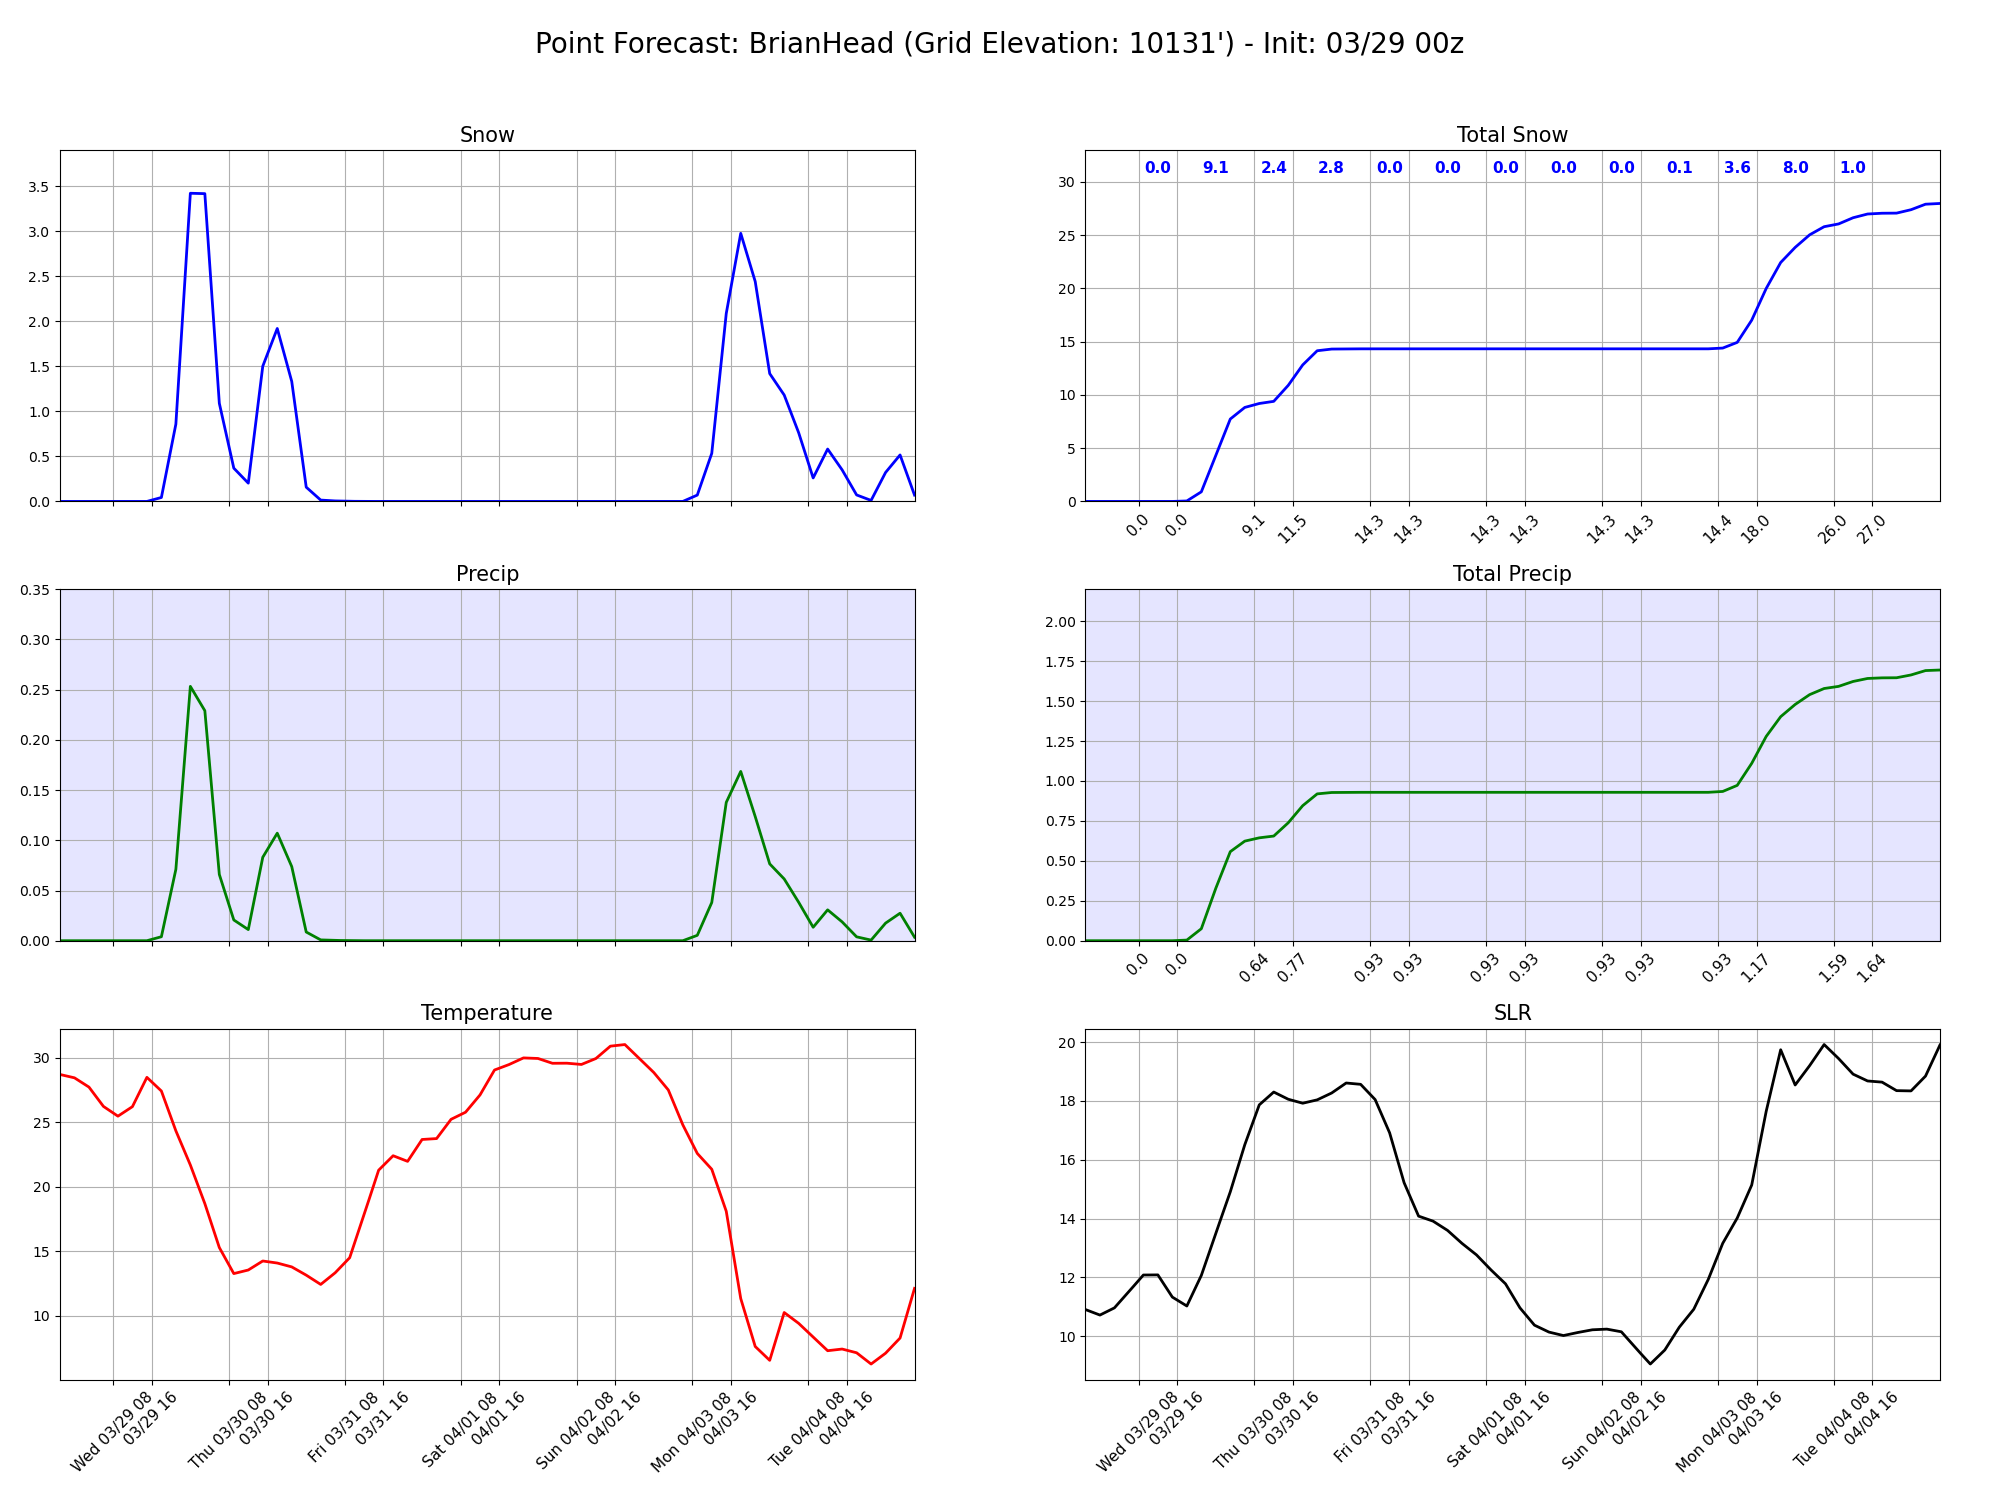 Point Forecast: BrianHead (Grid Elevation: 10131') - Init: 03/29 00z
Snow
3.5
3.0
2.5
2.0
1.5
1.0
0.5
0.0
Total Snow
0.0 9.1 2.4 2.8 0.0 0.0 0.0 0.0 0.0 0.1 3.6 8.0 1.0
30
25
20
15
10
5
0
0.0 0.0 9.1 11.5 14.3 14.3 14.3 14.3 14.3 14.3 14.4 18.0 26.0 27.0
Precip
0.35
0.30
0.25
0.20
0.15
0.10
0.05
0.00
Total Precip
2.00
1.75
1.50
1.25
1.00
0.75
0.50
0.25
0.00
0.0 0.0 0.64 0.77 0.93 0.93 0.93 0.93 0.93 0.93 0.93 1.17 1.59 1.64
Temperature
30
25
20
15
10
Wed 03/29 08
03/29 16
Thu 03/30 08
03/30 16
Fri 03/31 08
03/31 16
Sat 04/01 08
04/01 16
Sun 04/02 08
04/02 16
Mon 04/03 08
04/03 16
Tue 04/04 08
04/04 16
SLR
20
18
16
14
12
10
Wed 03/29 08
03/29 16
Thu 03/30 08
03/30 16
Fri 03/31 08
03/31 16
Sat 04/01 08
04/01 16
Sun 04/02 08
04/02 16
Mon 04/03 08
04/03 16
Tue 04/04 08
04/04 16